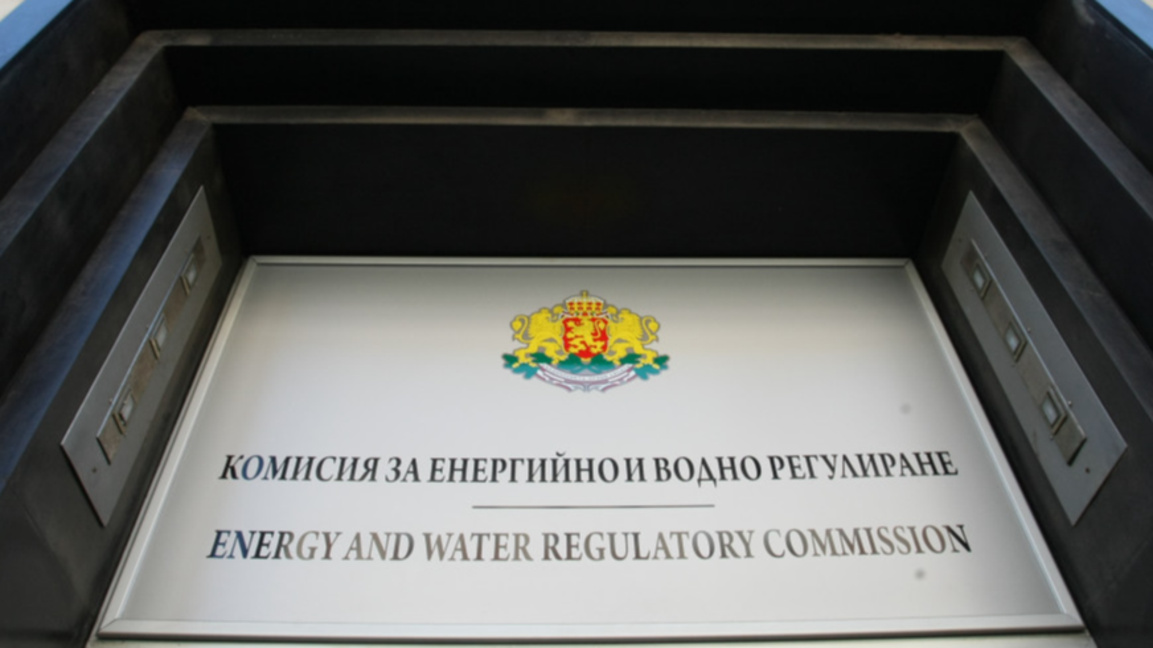 КОМИСИЯ ЗА ЕНЕРГИЙНО И ВОДНО РЕГУЛИРАНЕ
ENERGY AND WATER REGULATORY COMMISSION